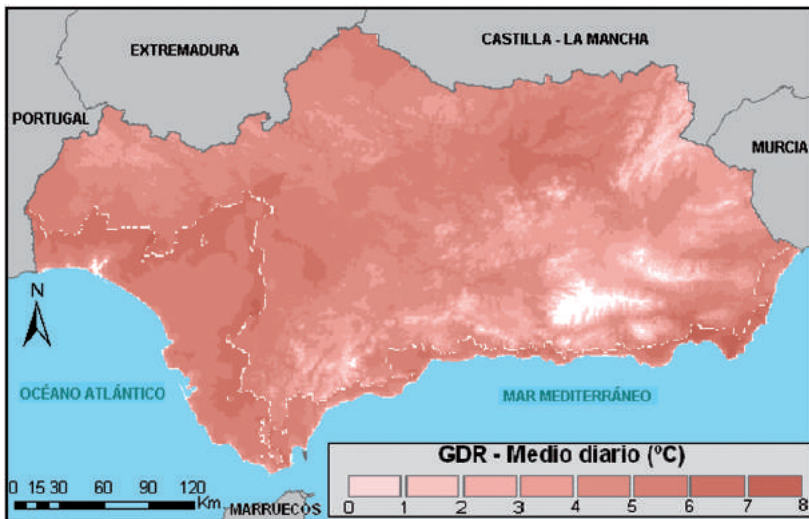 EXTREMADURA
CASTILLA - LA MANCHA
PORTUGAL
MURCIA
N
OCÉANO ATLÁNTICO
MAR MEDITERRÁNEO
GDR - Medio diario (ºC)
0 15 30 60 90 120
Km
MARRUECOS
0 1 2 3 4 5 6 7 8